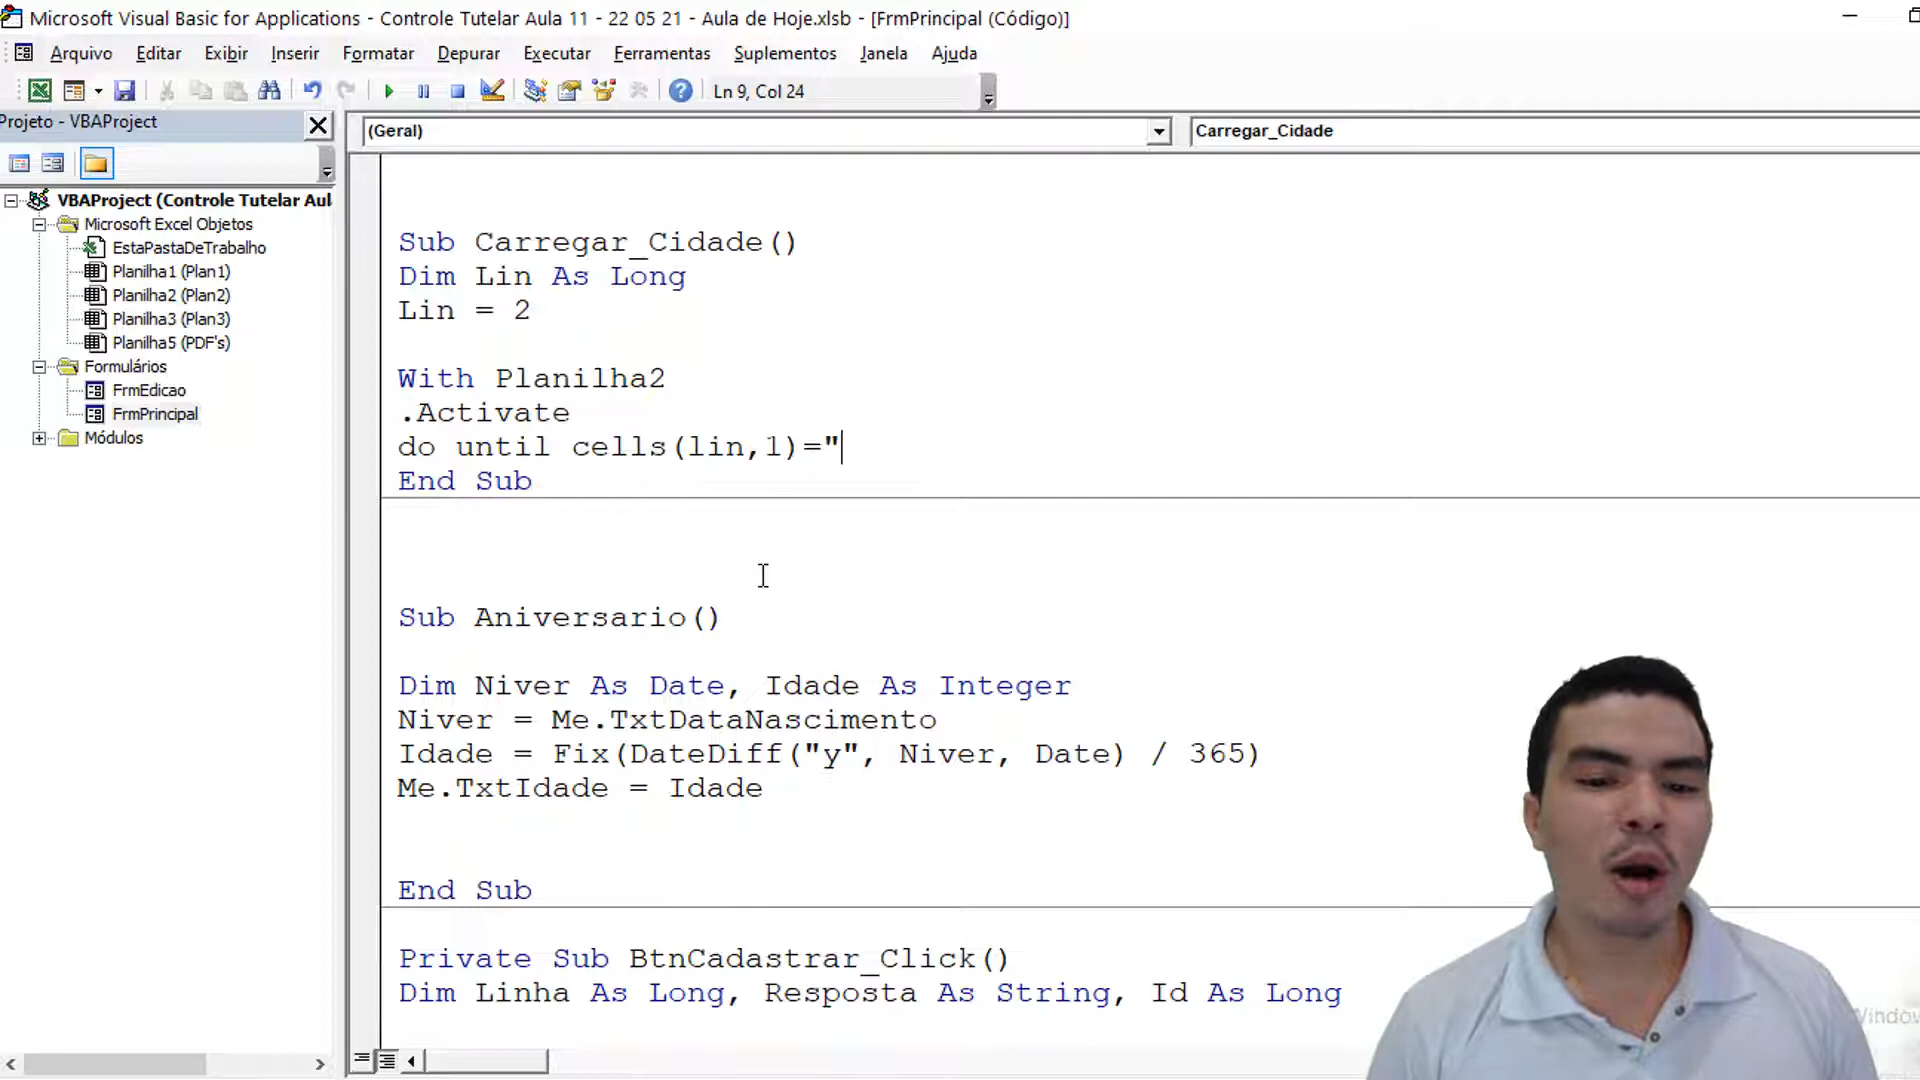 Microsoft Visual Basic for Applications - Controle Tutelar Aula 11 - 22 05 21 - Aula de Hoje.xlsb - [FrmPrincipal (Código)]
Arquivo Editar Exibir Inserir Formatar Depurar Executar Ferramentas Suplementos Janela Ajuda
Ln 9, Col 24
Projeto - VBAProject
(Geral)
Carregar_Cidade
VBAProject (Controle Tutelar Aul
Microsoft Excel Objetos
EstaPastaDeTrabalho
Planilha1 (Plan1)
Planilha2 (Plan2)
Planilha3 (Plan3)
Planilha5 (PDF's)
Formulários
FrmEdicao
FrmPrincipal
Módulos
Sub Carregar_Cidade()
Dim Lin As Long
Lin = 2
With Planilha2
.Activate
do until cells(lin,1)="
End Sub
Sub Aniversario()
Dim Niver As Date, Idade As Integer
Niver = Me.TxtDataNascimento
Idade = Fix(DateDiff("y", Niver, Date) / 365)
Me.TxtIdade = Idade
End Sub
Private Sub BtnCadastrar_Click()
Dim Linha As Long, Resposta As String, Id As Long